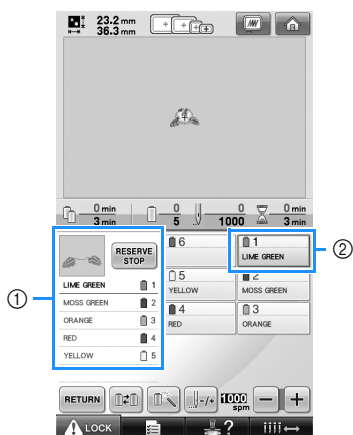 23.2 mm
36.3 mm
0 min
3 min
0
5
0
1000
0 min
3 min
RESERVE STOP
LIME GREEN 1
MOSS GREEN 2
ORANGE 3
RED 4
YELLOW 5
6
1
LIME GREEN
5
YELLOW
2
MOSS GREEN
4
RED
3
ORANGE
①
②
RETURN
-/+
1000
spm
−
+
LOCK
?